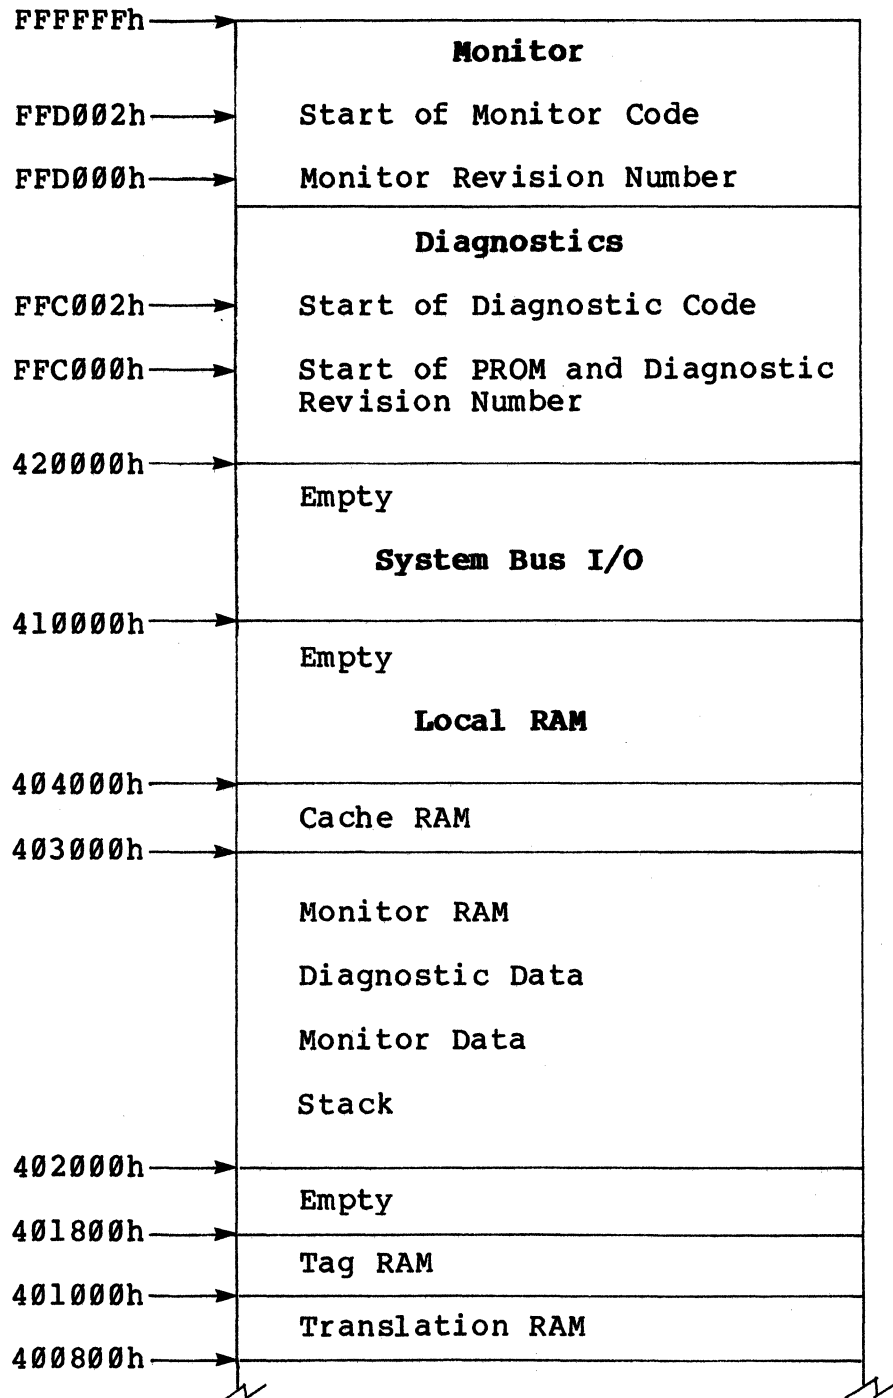 FFFFFFh
Monitor
FFD002h Start of Monitor Code
FFD000h Monitor Revision Number
Diagnostics
FFC002h Start of Diagnostic Code
FFC000h Start of PROM and Diagnostic
Revision Number
420000h
Empty
System Bus I/O
410000h
Empty
Local RAM
404000h
Cache RAM
403000h
Monitor RAM
Diagnostic Data
Monitor Data
Stack
402000h
Empty
401800h
Tag RAM
401000h
Translation RAM
400800h